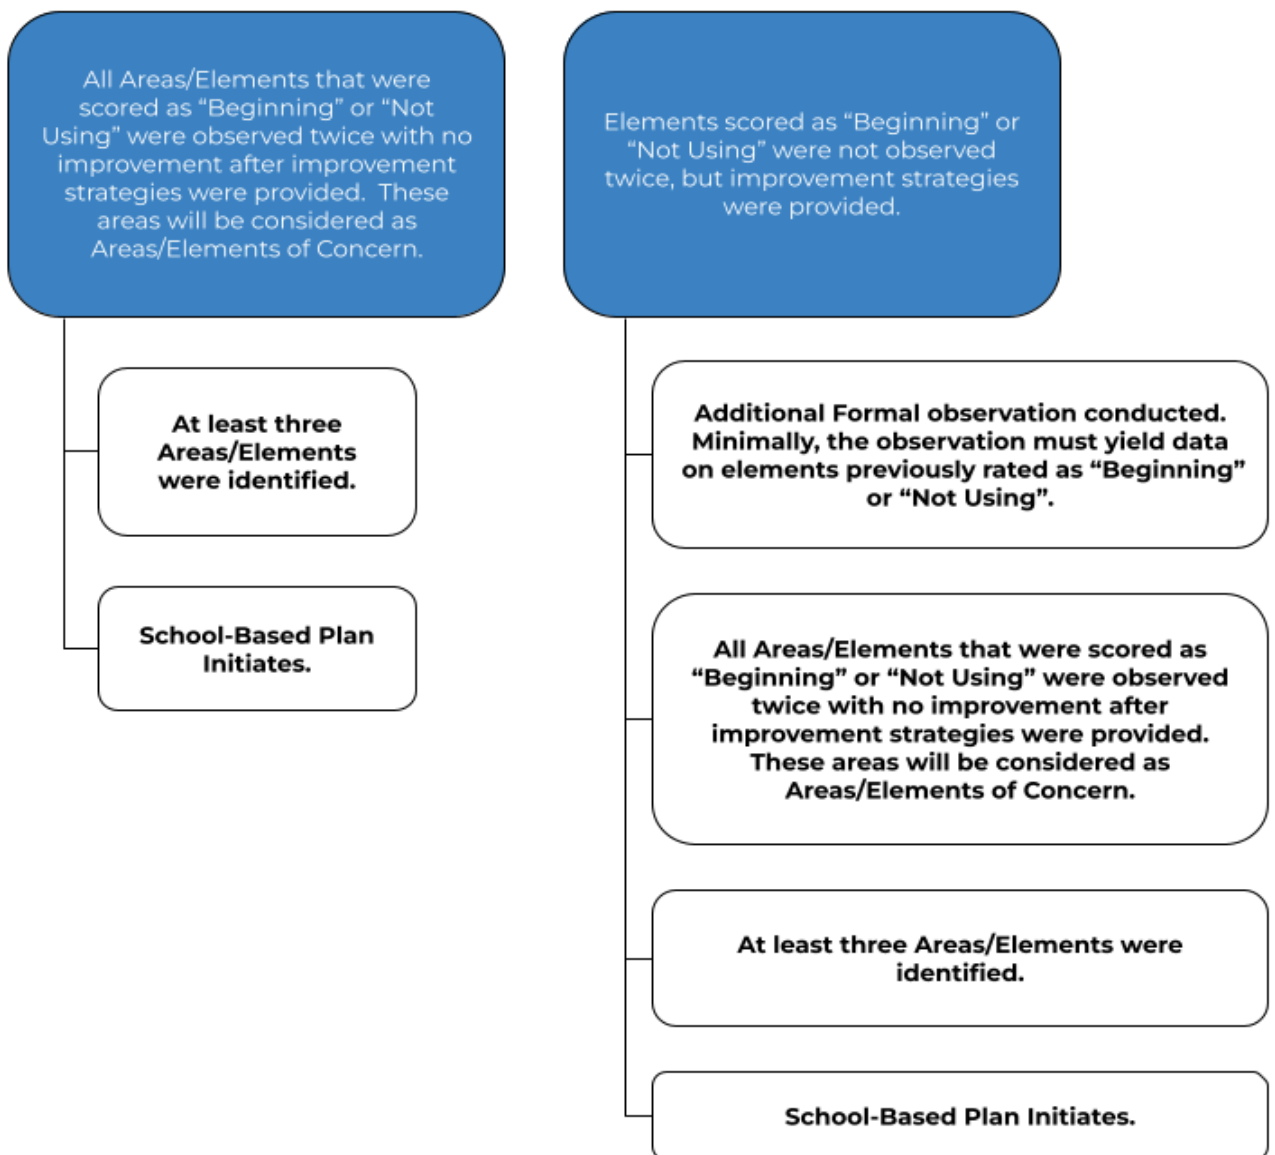 All Areas/Elements that were
scored as “Beginning” or “Not
Using” were observed twice with no
improvement after improvement
strategies were provided.  These
areas will be considered as
Areas/Elements of Concern.
At least three
Areas/Elements
were identified.
School-Based Plan
Initiates.
Elements scored as “Beginning” or
“Not Using” were not observed
twice, but improvement strategies
were provided.
Additional Formal observation conducted.
Minimally, the observation must yield data
on elements previously rated as “Beginning”
or “Not Using”.
All Areas/Elements that were scored as
“Beginning” or “Not Using” were observed
twice with no improvement after
improvement strategies were provided.
These areas will be considered as
Areas/Elements of Concern.
At least three Areas/Elements were
identified.
School-Based Plan Initiates.